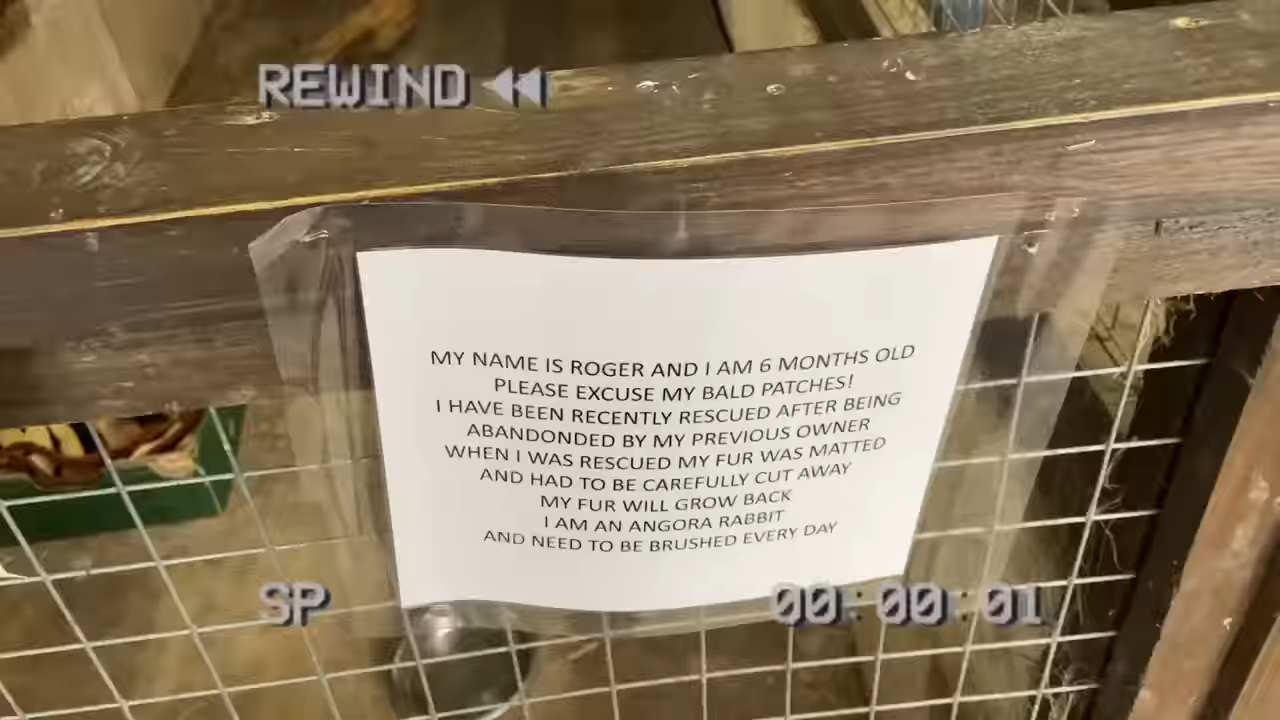 REWIND
MY NAME IS ROGER AND I AM 6 MONTHS OLD
PLEASE EXCUSE MY BALD PATCHES!
I HAVE BEEN RECENTLY RESCUED AFTER BEING
ABANDONDED BY MY PREVIOUS OWNER
WHEN I WAS RESCUED MY FUR WAS MATTED
AND HAD TO BE CAREFULLY CUT AWAY
MY FUR WILL GROW BACK
I AM AN ANGORA RABBIT
AND NEED TO BE BRUSHED EVERY DAY
SP 00:00:01